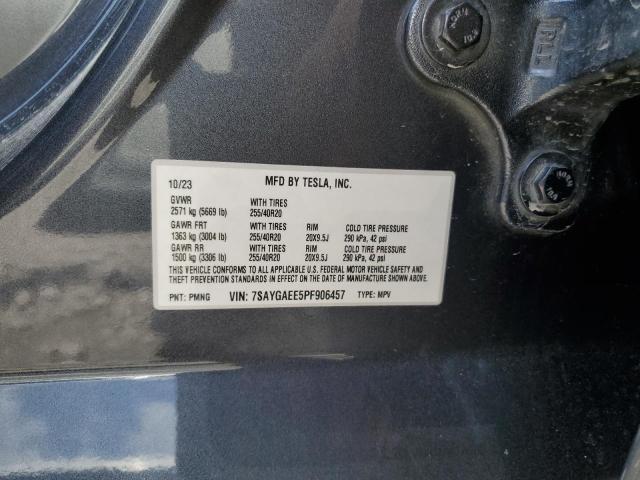 10/23 MFD BY TESLA, INC.
GVWR WITH TIRES
2571 kg (5669 lb) 255/40R20
GAWR FRT WITH TIRES RIM COLD TIRE PRESSURE
1363 kg (3004 lb) 255/40R20 20X9.5J 290 kPa, 42 psi
GAWR RR WITH TIRES RIM COLD TIRE PRESSURE
1500 kg (3306 lb) 255/40R20 20X9.5J 290 kPa, 42 psi
THIS VEHICLE CONFORMS TO ALL APPLICABLE U.S. FEDERAL MOTOR VEHICLE SAFETY AND
THEFT PREVENTION STANDARDS IN EFFECT ON THE DATE OF MANUFACTURE SHOWN ABOVE.
PNT: PMNG VIN: 7SAYGAEE5PF906457 TYPE: MPV